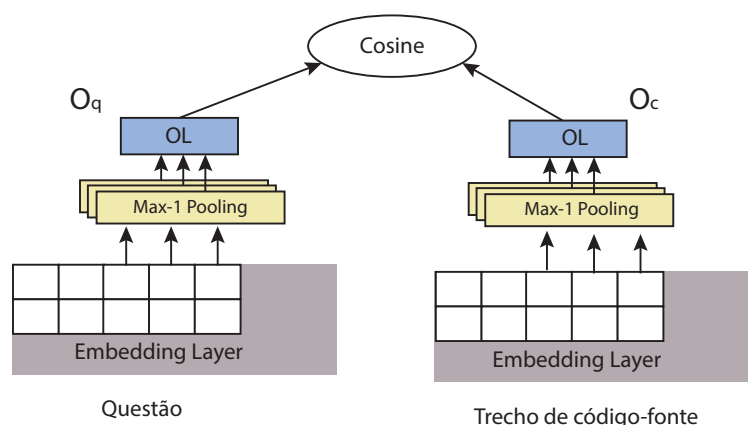 Cosine
Oq
Oc
OL
OL
Max-1 Pooling
Max-1 Pooling
Embedding Layer
Embedding Layer
Questão
Trecho de código-fonte